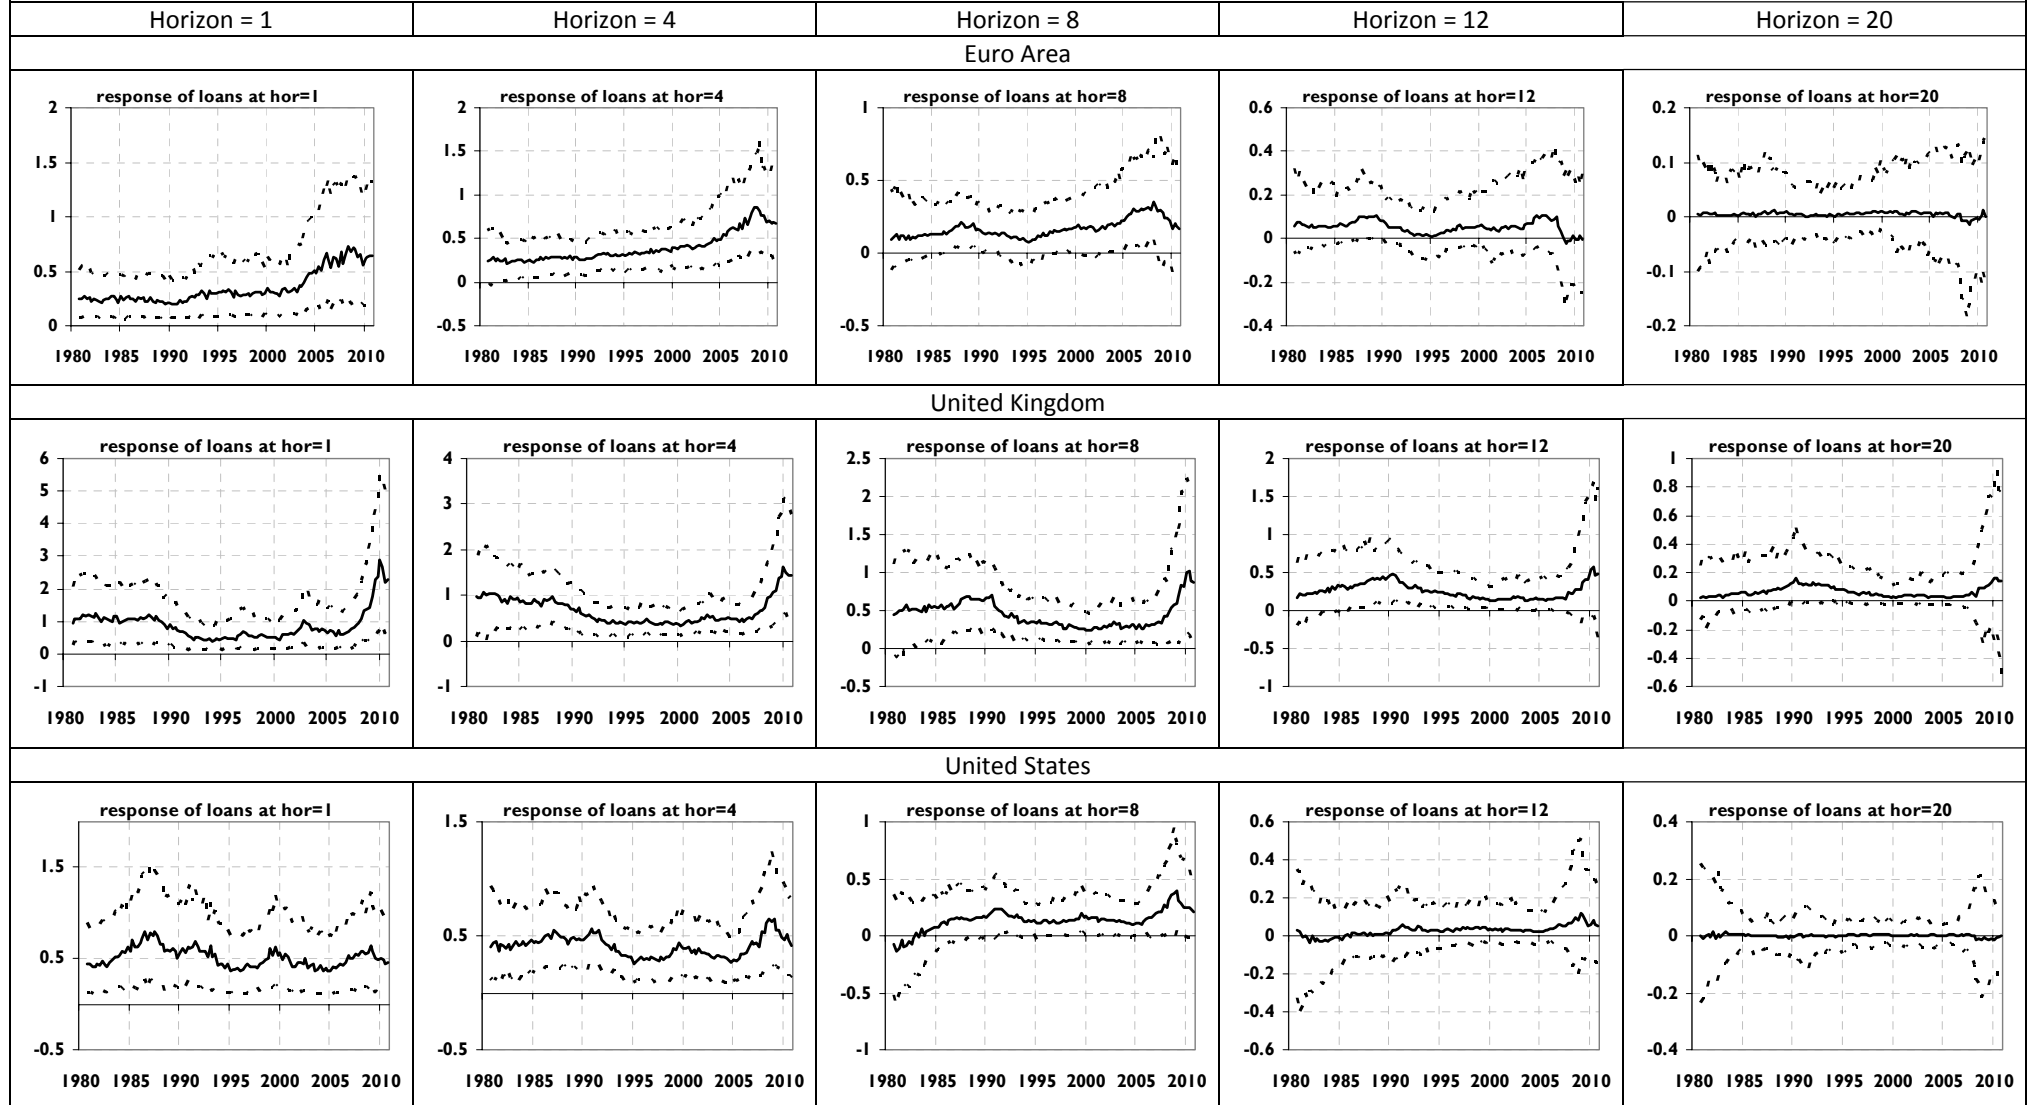 Horizon = 1 Horizon = 4 Horizon = 8 Horizon = 12 Horizon = 20
Euro Area
response of loans at hor=1 response of loans at hor=4 response of loans at hor=8 response of loans at hor=12 response of loans at hor=20
2 2 1 0.6 0.2
1.5 1.5 0.5 0.4 0.1
1 1 0 0.2 0
0.5 0.5 -0.5 0 -0.1
0 0 -0.2 -0.2
-0.5 -0.4
1980 1985 1990 1995 2000 2005 2010 1980 1985 1990 1995 2000 2005 2010 1980 1985 1990 1995 2000 2005 2010 1980 1985 1990 1995 2000 2005 2010 1980 1985 1990 1995 2000 2005 2010
United Kingdom
response of loans at hor=1 response of loans at hor=4 response of loans at hor=8 response of loans at hor=12 response of loans at hor=20
6 4 2.5 2 1
5 3 2 1.5 0.8
4 2 1.5 1 0.6
3 1 1 0.5 0.4
2 0 0.5 0 0.2
1 -1 0 -0.5 0
0 -0.5 -1 -0.2
-1 -0.4
-0.6
1980 1985 1990 1995 2000 2005 2010 1980 1985 1990 1995 2000 2005 2010 1980 1985 1990 1995 2000 2005 2010 1980 1985 1990 1995 2000 2005 2010 1980 1985 1990 1995 2000 2005 2010
United States
response of loans at hor=1 response of loans at hor=4 response of loans at hor=8 response of loans at hor=12 response of loans at hor=20
1.5 1.5 1 0.6 0.4
0.5 0.5 0.5 0.4 0.2
-0.5 -0.5 0 0.2 0
-0.5 0 -0.2
-1 -0.2 -0.4
-0.4
-0.6
1980 1985 1990 1995 2000 2005 2010 1980 1985 1990 1995 2000 2005 2010 1980 1985 1990 1995 2000 2005 2010 1980 1985 1990 1995 2000 2005 2010 1980 1985 1990 1995 2000 2005 2010